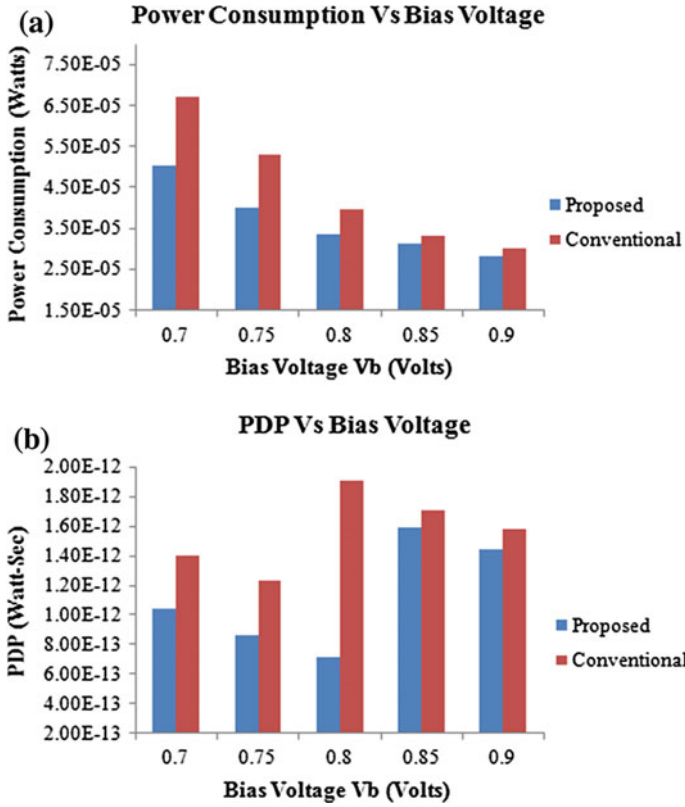 (a)
Power Consumption Vs Bias Voltage
Power Consumption (Watts)
7.50E-05
6.50E-05
5.50E-05
4.50E-05
3.50E-05
2.50E-05
1.50E-05
0.7 0.75 0.8 0.85 0.9
Bias Voltage Vb (Volts)
Proposed
Conventional
(b)
PDP Vs Bias Voltage
PDP (Watt-Sec)
2.00E-12
1.80E-12
1.60E-12
1.40E-12
1.20E-12
1.00E-12
8.00E-13
6.00E-13
4.00E-13
2.00E-13
0.7 0.75 0.8 0.85 0.9
Bias Voltage Vb (Volts)
Proposed
Conventional